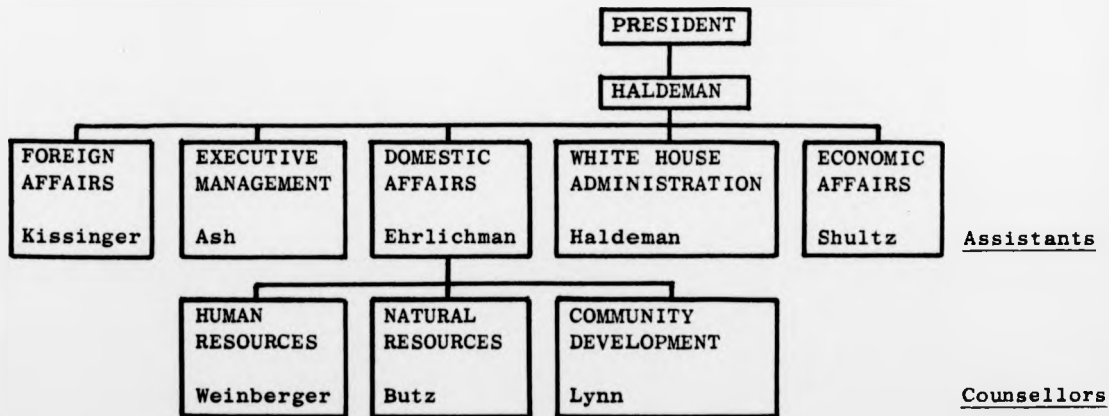 PRESIDENT
HALDEMAN
FOREIGN
AFFAIRS
Kissinger
EXECUTIVE
MANAGEMENT
Ash
DOMESTIC
AFFAIRS
Ehrlichman
WHITE HOUSE
ADMINISTRATION
Haldeman
ECONOMIC
AFFAIRS
Shultz
Assistants
HUMAN
RESOURCES
Weinberger
NATURAL
RESOURCES
Butz
COMMUNITY
DEVELOPMENT
Lynn
Counsellors